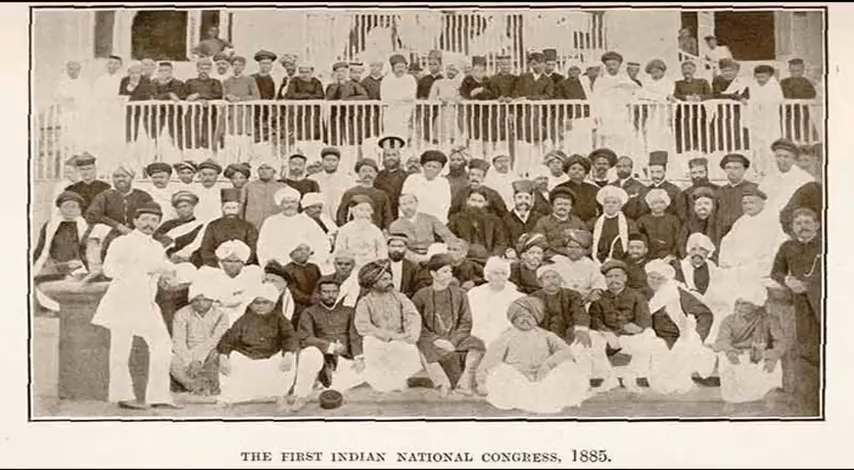 THE FIRST INDIAN NATIONAL CONGRESS, 1885.